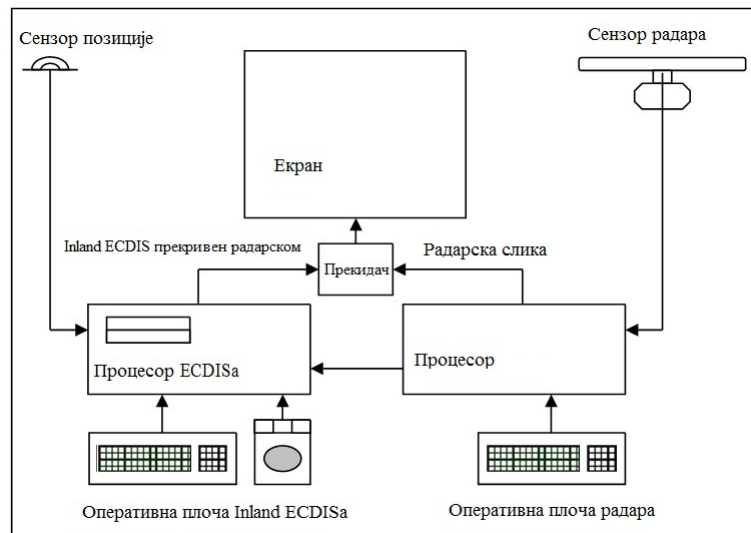 Сензор позиције
Сензор радара
Екран
Inland ECDIS прекривен радарском
Прекидач
Радарска слика
Процесор ECDISa
Процесор
Оперативна плоча Inland ECDISa
Оперативна плоча радара